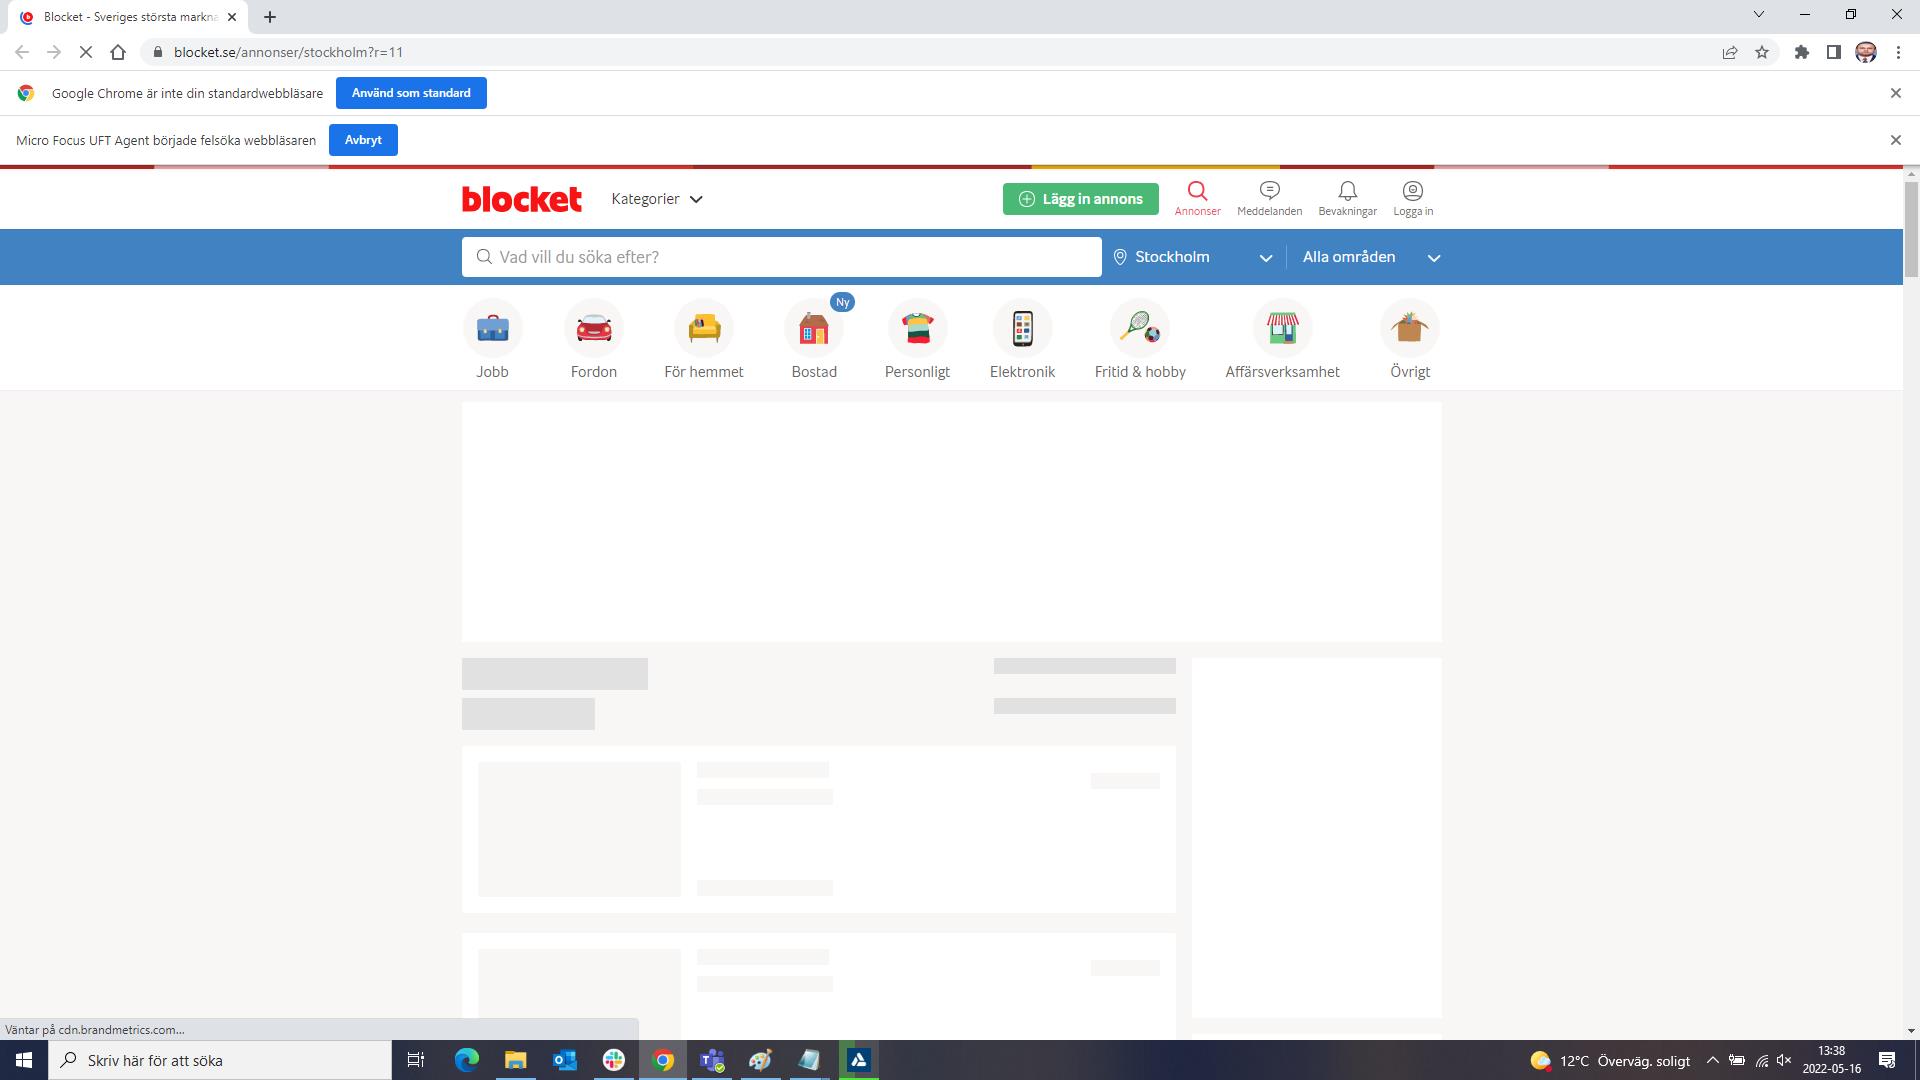 Blocket - Sveriges största markna
blocket.se/annonser/stockholm?r=11
Google Chrome är inte din standardwebbläsare
Använd som standard
Micro Focus UFT Agent började felsöka webbläsaren
Avbryt
blocket
Kategorier
Lägg in annons
Annonser
Meddelanden
Bevakningar
Logga in
Vad vill du söka efter?
Stockholm
Alla områden
Ny
Jobb
Fordon
För hemmet
Bostad
Personligt
Elektronik
Fritid & hobby
Affärsverksamhet
Övrigt
Väntar på cdn.brandmetrics.com...
Skriv här för att söka
12°C Överväg. soligt
13:38
2022-05-16